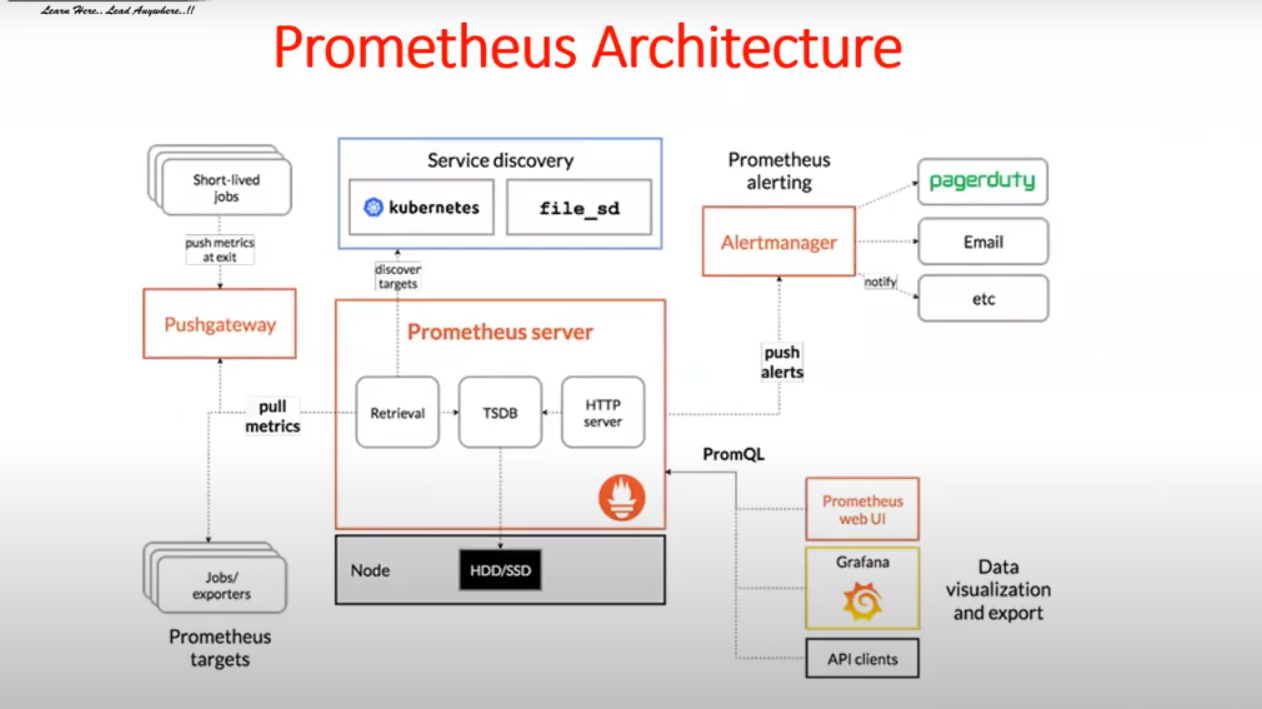 Learn Here.. Lead Anywhere..!!
Prometheus Architecture
Short-lived
jobs
push metrics
at exit
Pushgateway
pull
metrics
Jobs/
exporters
Prometheus
targets
Service discovery
kubernetes
file_sd
discover
targets
Prometheus server
Retrieval
TSDB
HTTP
server
Node
HDD/SSD
Prometheus
alerting
Alertmanager
pagerduty
Email
notify
etc
push
alerts
PromQL
Prometheus
web UI
Grafana
API clients
Data
visualization
and export